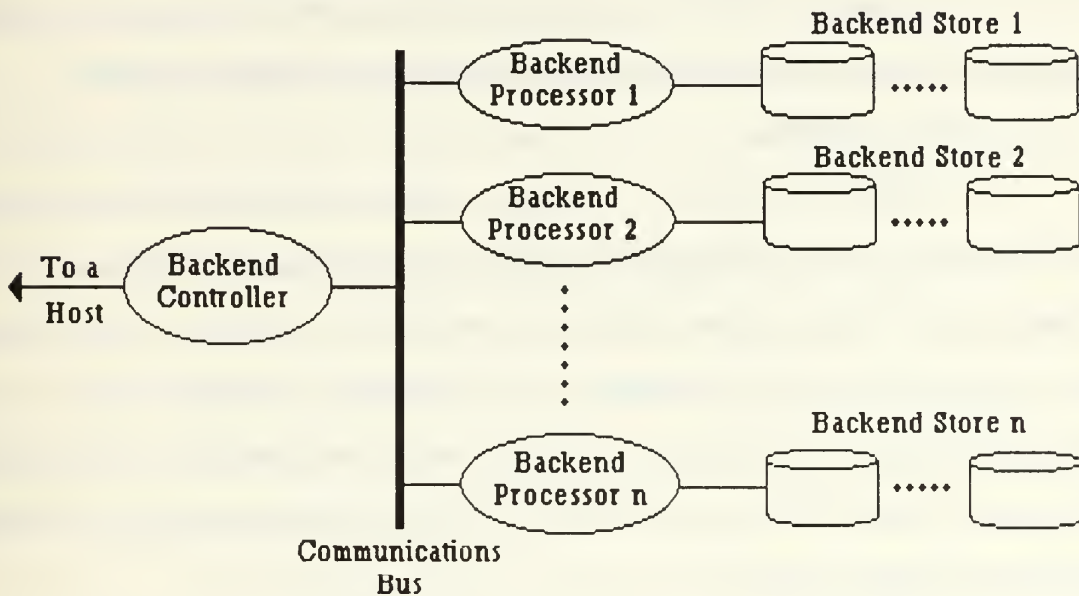 Backend Store 1
Backend
Processor 1
Backend Store 2
Backend
Processor 2
To a
Host
Backend
Controller
Backend Store n
Backend
Processor n
Communications
Bus